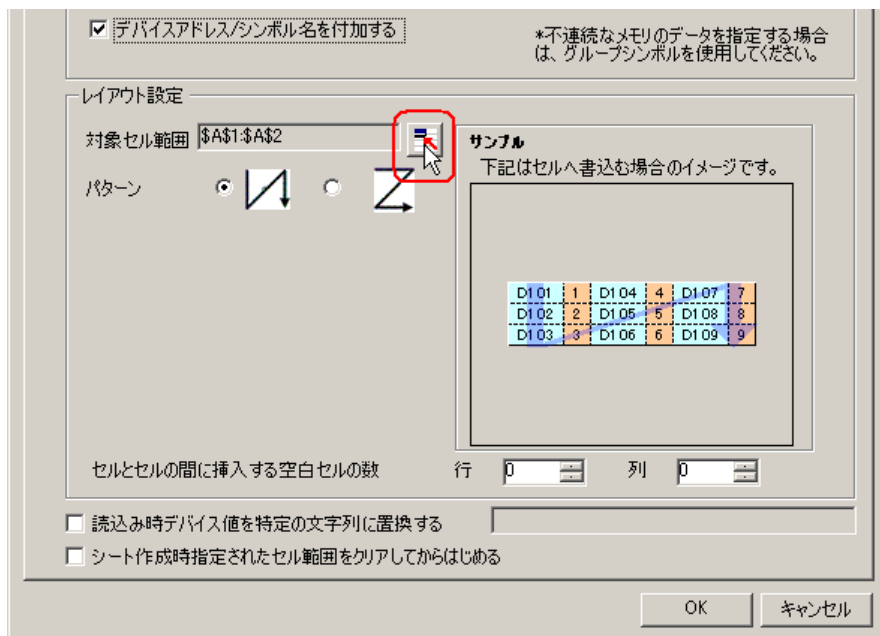 デバイスアドレス/シンボル名を付加する
*不連続なメモリのデータを指定する場合
は、グループシンボルを使用してください。
レイアウト設定
対象セル範囲 $A$1:$A$2
サンプル
下記はセルへ書込む場合のイメージです。
パターン
D101 1 D104 4 D107 7
D102 2 D105 5 D108 8
D103 3 D106 6 D109 9
セルとセルの間に挿入する空白セルの数 行 0 列 0
読込み時デバイス値を特定の文字列に置換する
シート作成時指定されたセル範囲をクリアしてからはじめる
OK キャンセル